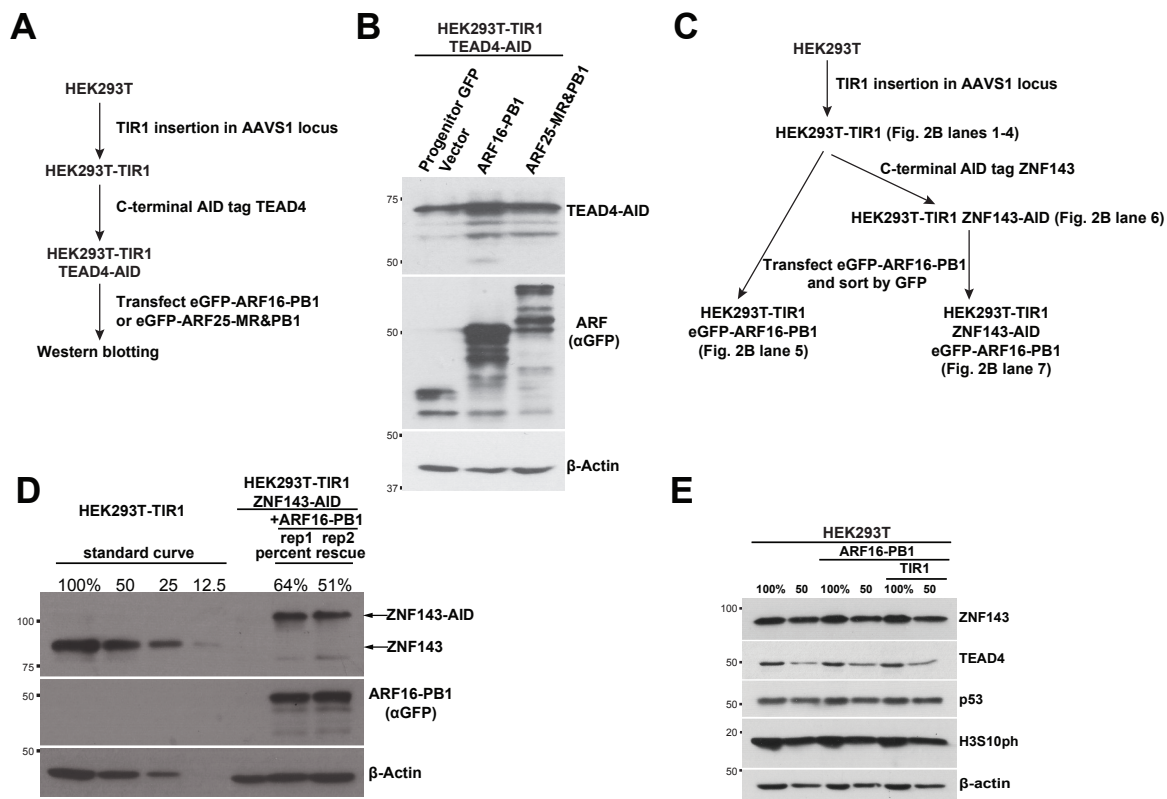 A
HEK293T
TIR1 insertion in AAVS1 locus
HEK293T-TIR1
C-terminal AID tag TEAD4
HEK293T-TIR1
TEAD4-AID
Transfect eGFP-ARF16-PB1
or eGFP-ARF25-MR&PB1
Western blotting
B
HEK293T-TIR1
TEAD4-AID
Progenitor GFP
Vector
ARF16-PB1
ARF25-MR&PB1
75
TEAD4-AID
50
50
ARF
(αGFP)
50
β-Actin
37
C
HEK293T
TIR1 insertion in AAVS1 locus
HEK293T-TIR1 (Fig. 2B lanes 1-4)
C-terminal AID tag ZNF143
HEK293T-TIR1 ZNF143-AID (Fig. 2B lane 6)
Transfect eGFP-ARF16-PB1
and sort by GFP
HEK293T-TIR1
eGFP-ARF16-PB1
(Fig. 2B lane 5)
HEK293T-TIR1
ZNF143-AID
eGFP-ARF16-PB1
(Fig. 2B lane 7)
D
HEK293T-TIR1
standard curve
100% 50 25 12.5
HEK293T-TIR1
ZNF143-AID
+ARF16-PB1
rep1 rep2
percent rescue
64% 51%
100
ZNF143-AID
ZNF143
75
50
ARF16-PB1
(αGFP)
50
β-Actin
E
HEK293T
ARF16-PB1
TIR1
100% 50 100% 50 100% 50
100
ZNF143
50
TEAD4
50
p53
20
H3S10ph
50
β-actin